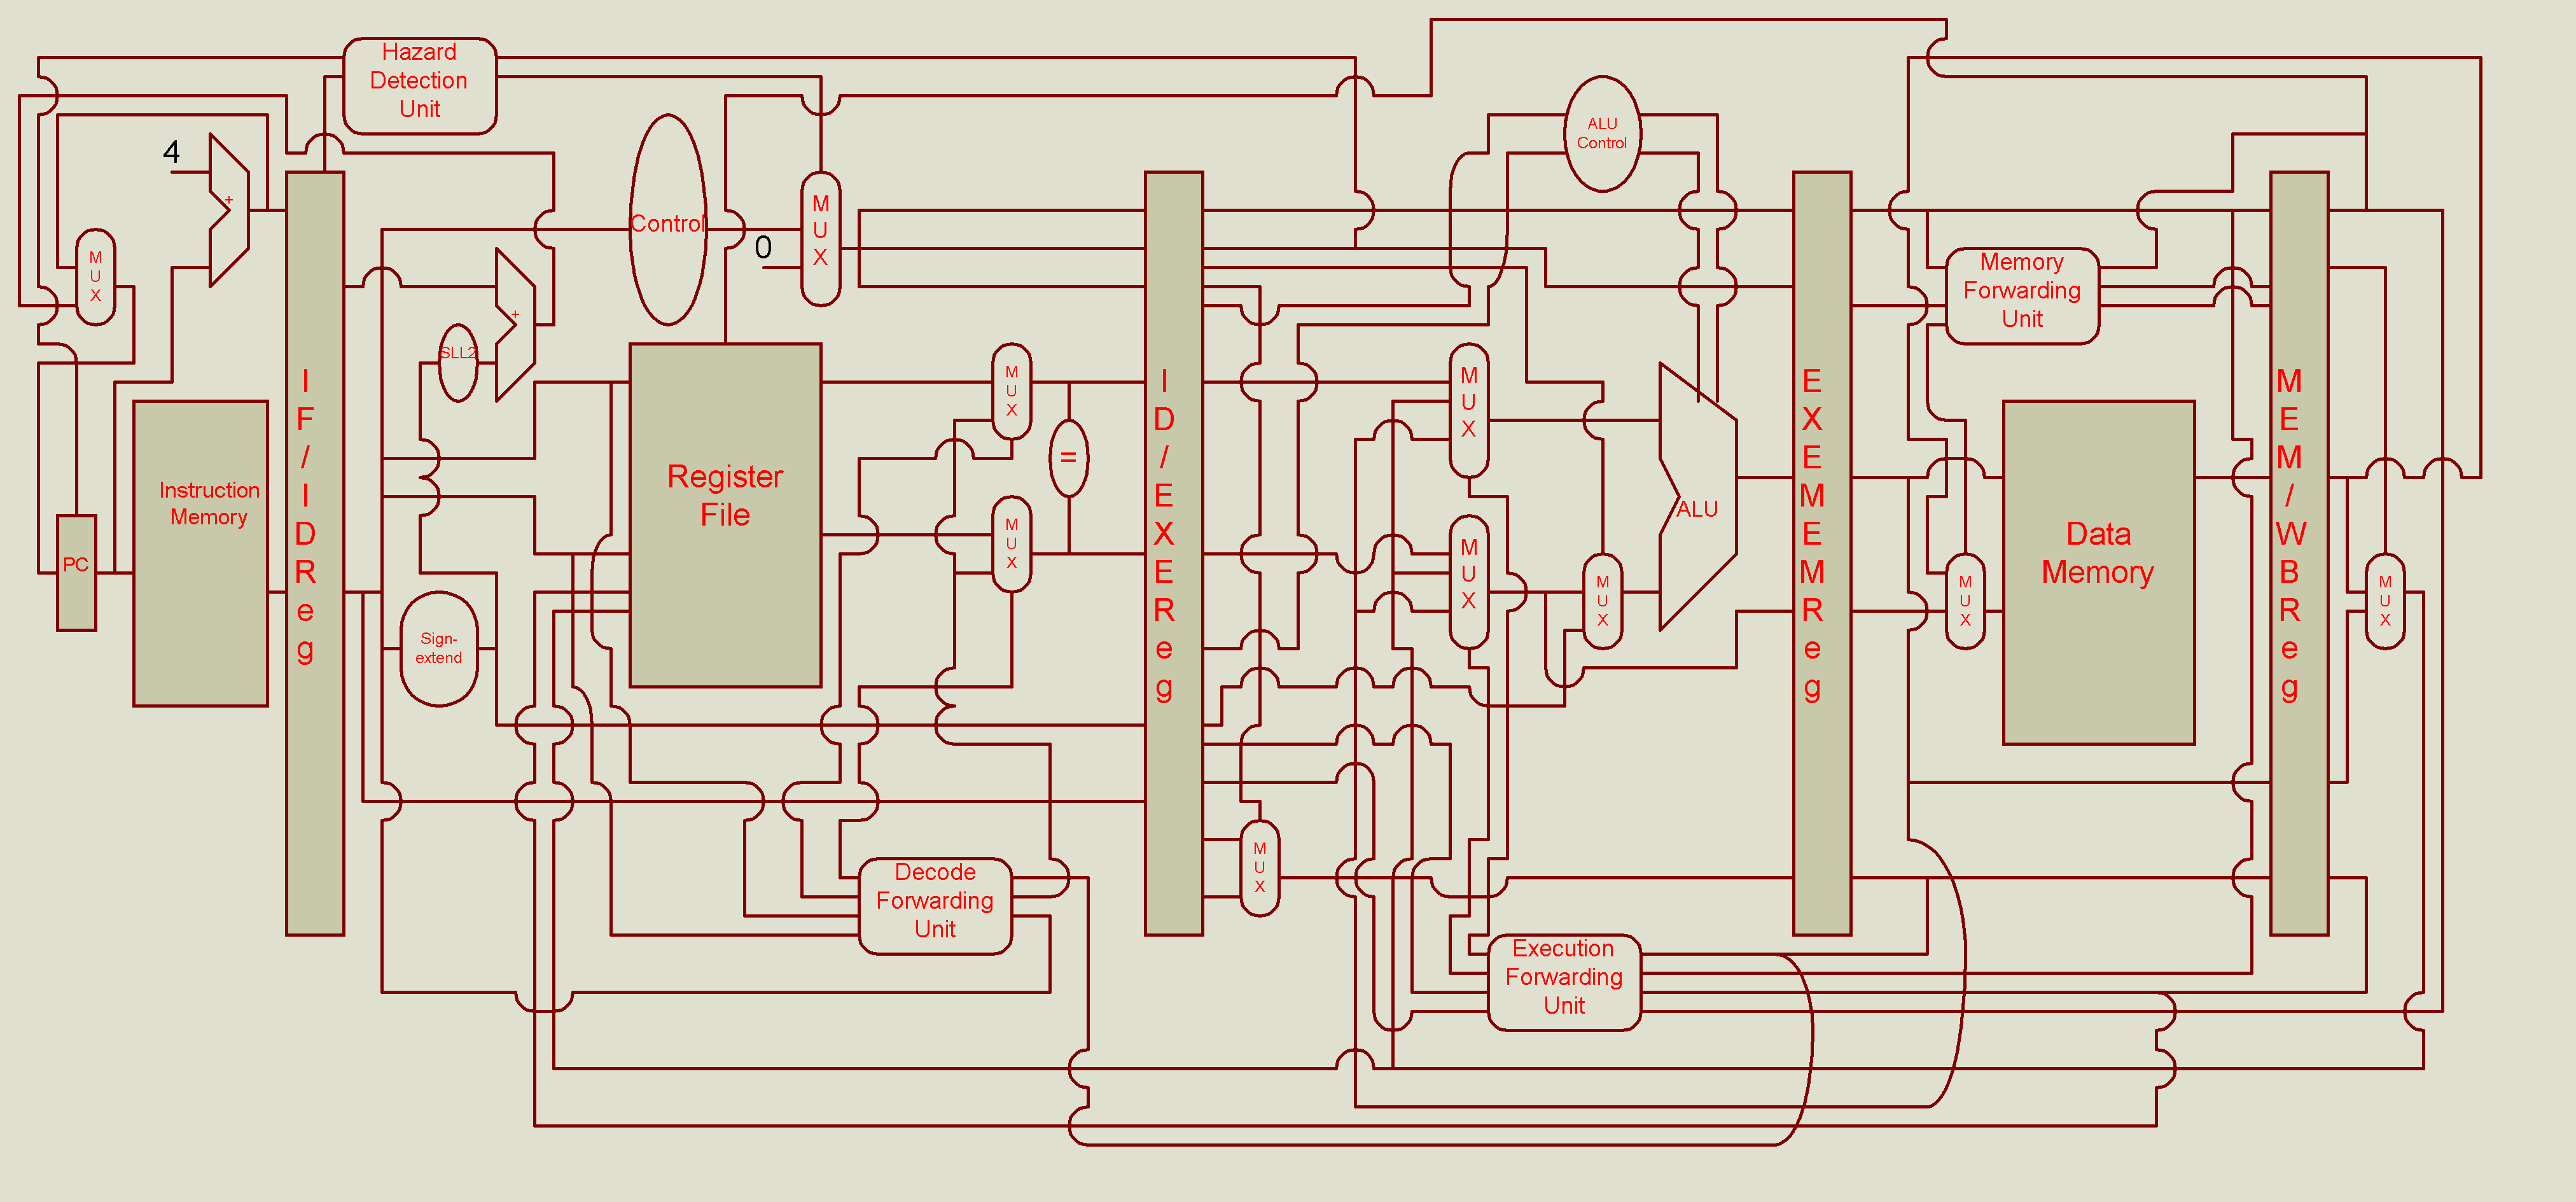 Hazard
Detection
Unit
4
+
M
U
X
PC
Instruction
Memory
I
F
/
I
D
R
e
g
+
SLL2
Sign-
extend
Control
0
M
U
X
Register
File
M
U
X
=
M
U
X
Decode
Forwarding
Unit
I
D
/
E
X
E
R
e
g
M
U
X
ALU
Control
M
U
X
M
U
X
M
U
X
ALU
Execution
Forwarding
Unit
E
X
E
M
E
M
R
e
g
Memory
Forwarding
Unit
M
U
X
Data
Memory
M
E
M
/
W
B
R
e
g
M
U
X